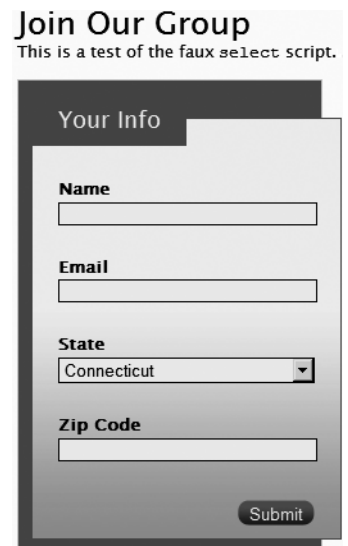 Join Our Group
This is a test of the faux select script.
Your Info
Name
Email
State
Connecticut
Zip Code
Submit